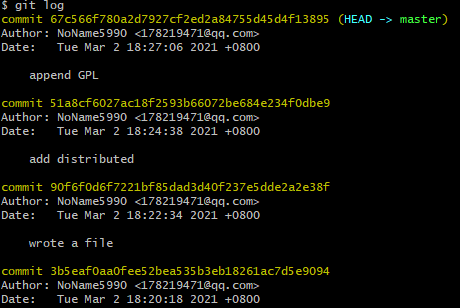 $ git log
commit 67c566f780a2d7927cf2ed2a84755d45d4f13895 (HEAD -> master)
Author: NoName5990 <178219471@qq.com>
Date:   Tue Mar 2 18:27:06 2021 +0800
append GPL
commit 51a8cf6027ac18f2593b66072be684e234f0dbe9
Author: NoName5990 <178219471@qq.com>
Date:   Tue Mar 2 18:24:38 2021 +0800
add distributed
commit 90f6f0d6f7221bf85dad3d40f237e5dde2a2e38f
Author: NoName5990 <178219471@qq.com>
Date:   Tue Mar 2 18:22:34 2021 +0800
wrote a file
commit 3b5eaf0aa0fee52bea535b3eb18261ac7d5e9094
Author: NoName5990 <178219471@qq.com>
Date:   Tue Mar 2 18:20:18 2021 +0800